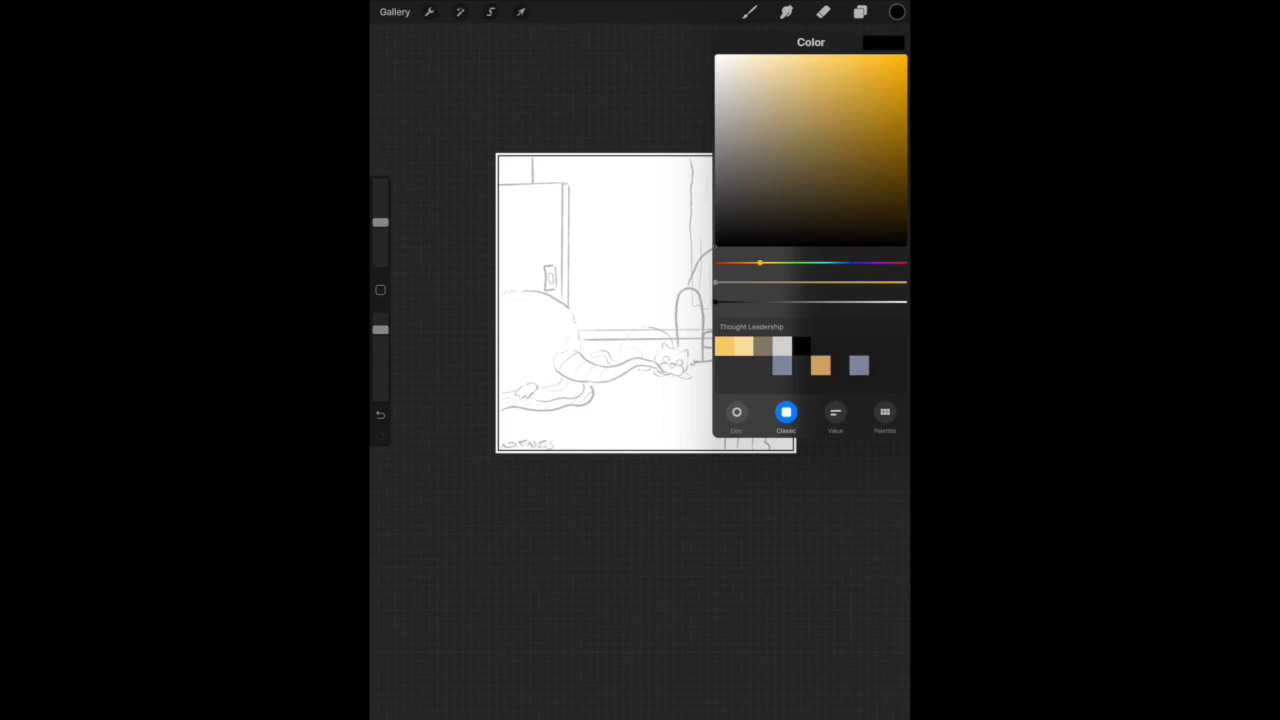 Gallery
Color
Thought Leadership
Disc
Classic
Value
Palettes